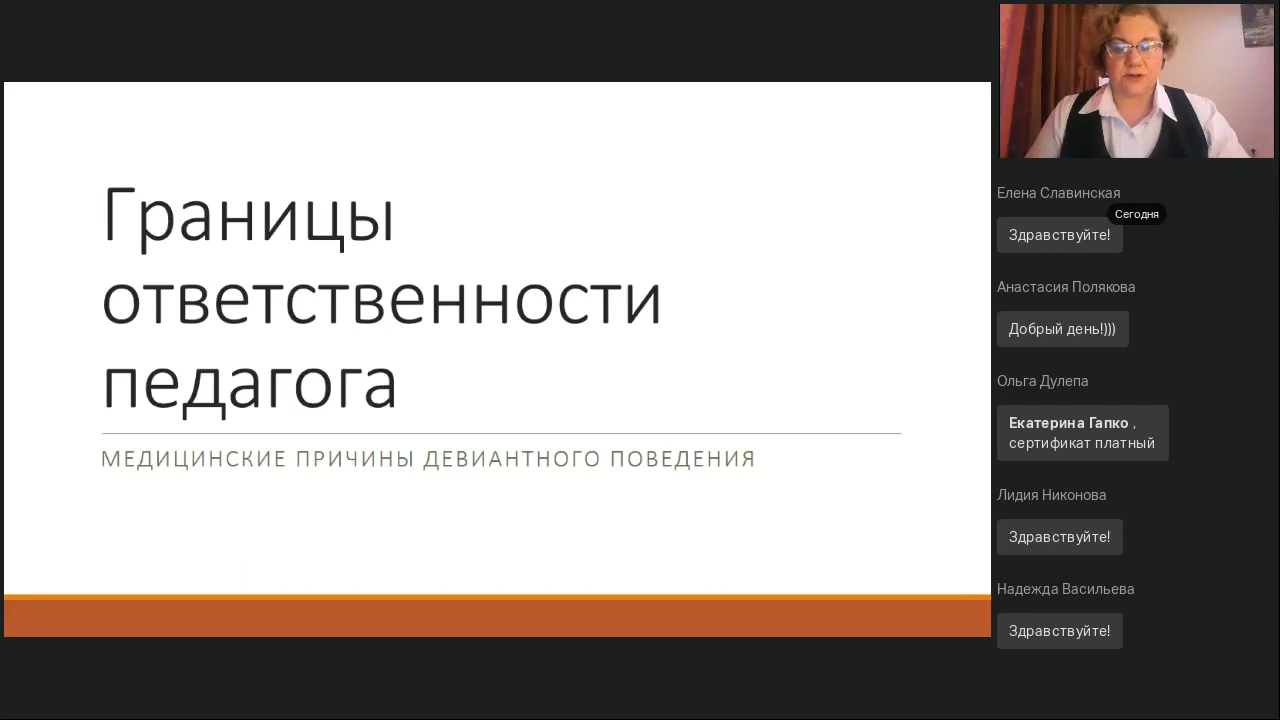 Границы
ответственности
педагога
МЕДИЦИНСКИЕ ПРИЧИНЫ ДЕВИАНТНОГО ПОВЕДЕНИЯ
Елена Славинская
Сегодня
Здравствуйте!
Анастасия Полякова
Добрый день!)))
Ольга Дулепа
Екатерина Гапко ,
сертификат платный
Лидия Никонова
Здравствуйте!
Надежда Васильева
Здравствуйте!